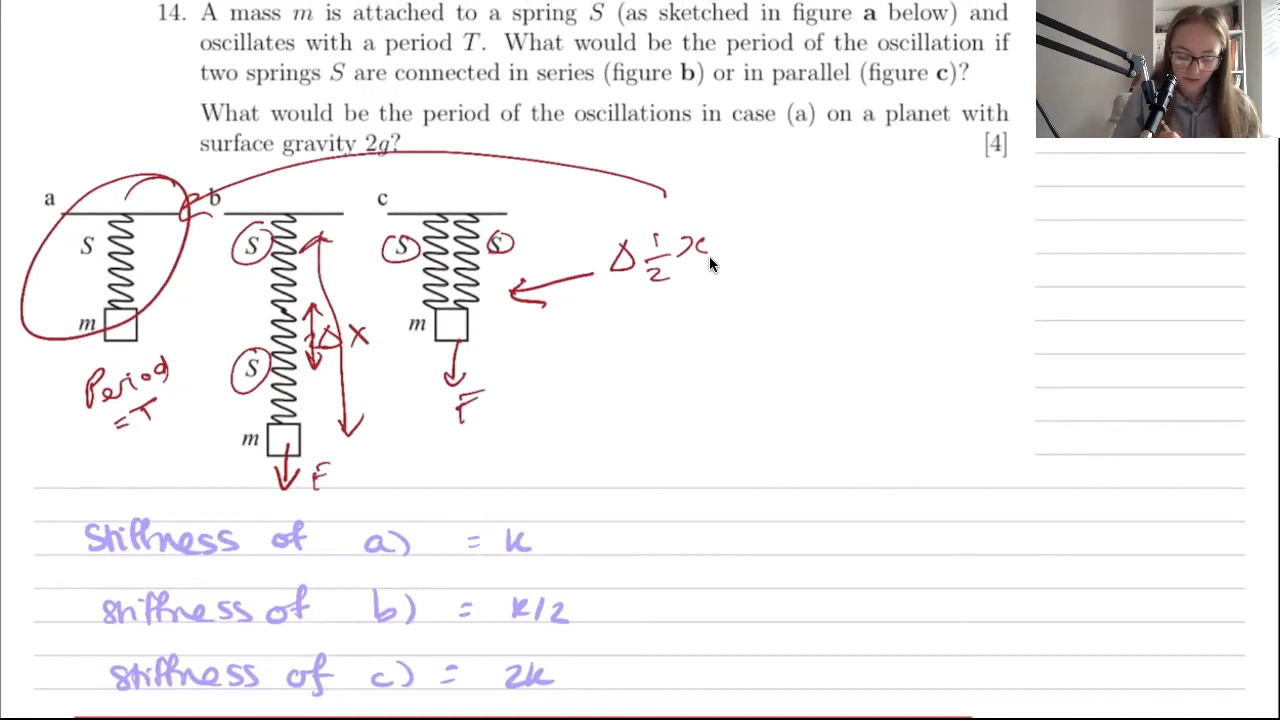 14. A mass m is attached to a spring S (as sketched in figure a below) and
oscillates with a period T. What would be the period of the oscillation if
two springs S are connected in series (figure b) or in parallel (figure c)?
What would be the period of the oscillations in case (a) on a planet with
surface gravity 2g? [4]
a b c
S S S S
Δ 1/2 x
m m
Δx
Period
= T
S
F
m
F
Stiffness of a) = k
stiffness of b) = k/2
stiffness of c) = 2k